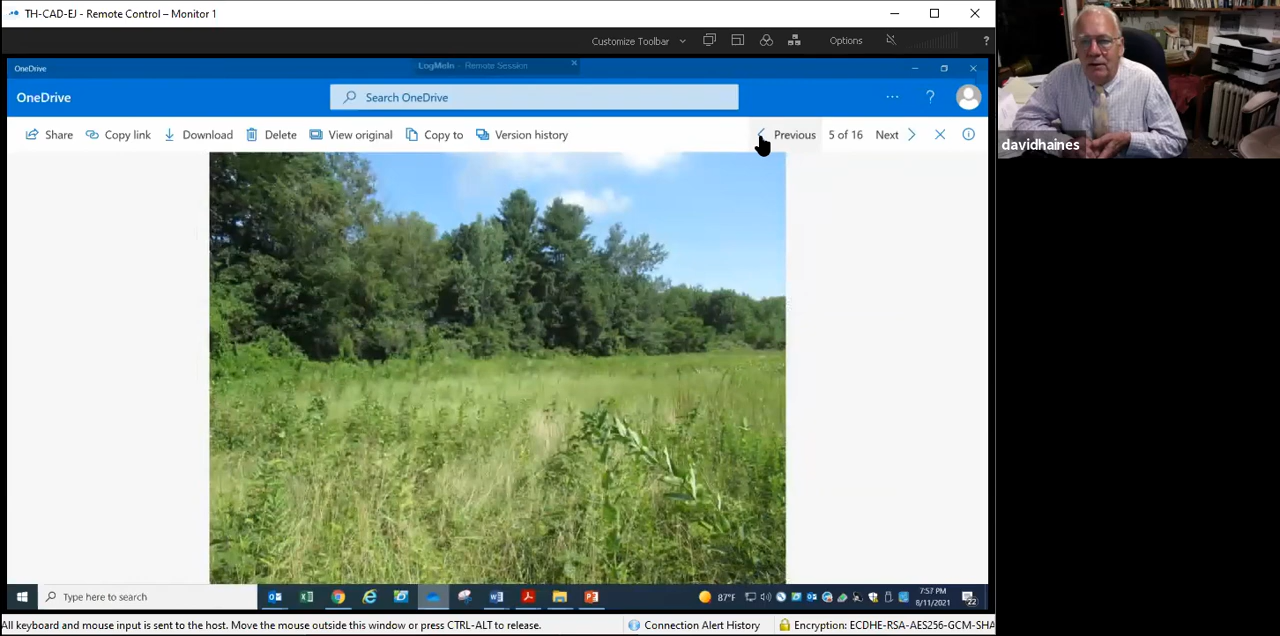 TH-CAD-EJ - Remote Control – Monitor 1
Customize Toolbar
Options
?
OneDrive
LogMeIn - Remote Session
OneDrive
Search OneDrive
... ?
Share Copy link Download Delete View original Copy to Version history Previous 5 of 16 Next
davidhaines
Type here to search
87°F
7:57 PM
8/11/2021
22
All keyboard and mouse input is sent to the host. Move the mouse outside this window or press CTRL-ALT to release.
Connection Alert History
Encryption: ECDHE-RSA-AES256-GCM-SHA